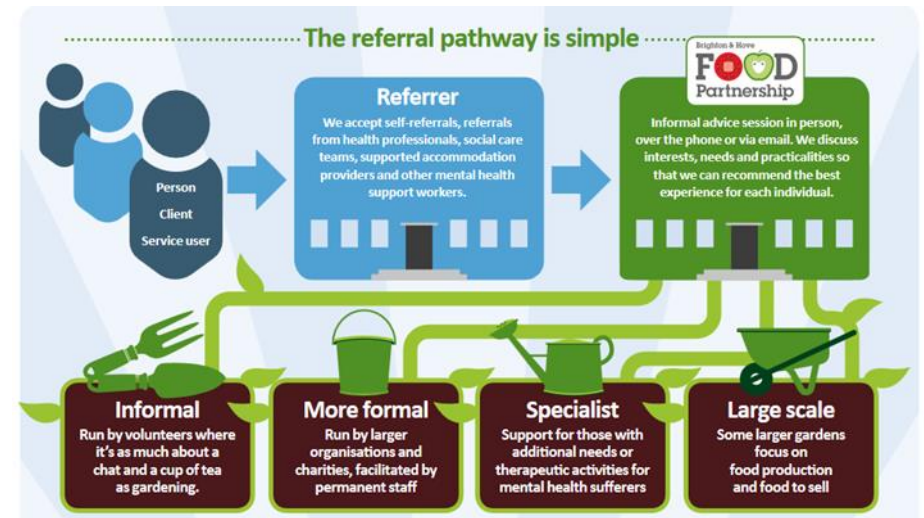 The referral pathway is simple
Brighton & Hove
FOOD
Partnership
Person
Client
Service user
Referrer
We accept self-referrals, referrals
from health professionals, social care
teams, supported accommodation
providers and other mental health
support workers.
Informal advice session in person,
over the phone or via email. We discuss
interests, needs and practicalities so
that we can recommend the best
experience for each individual.
Informal
Run by volunteers where
it's as much about a
chat and a cup of tea
as gardening.
More formal
Run by larger
organisations and
charities, facilitated by
permanent staff
Specialist
Support for those with
additional needs or
therapeutic activities for
mental health sufferers
Large scale
Some larger gardens
focus on
food production
and food to sell